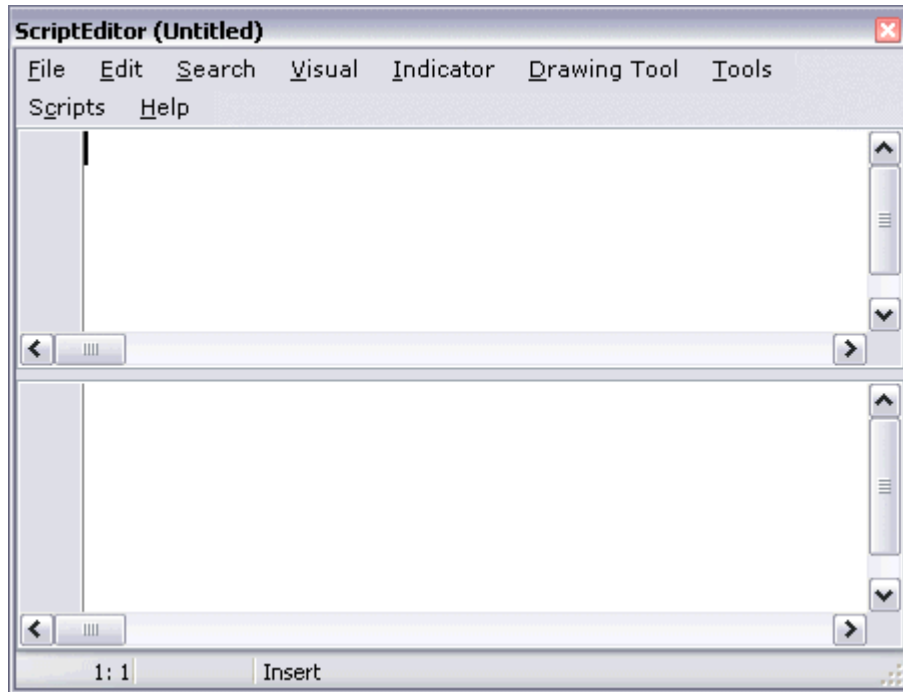 ScriptEditor (Untitled)
File Edit Search Visual Indicator Drawing Tool Tools
Scripts Help
1: 1 Insert